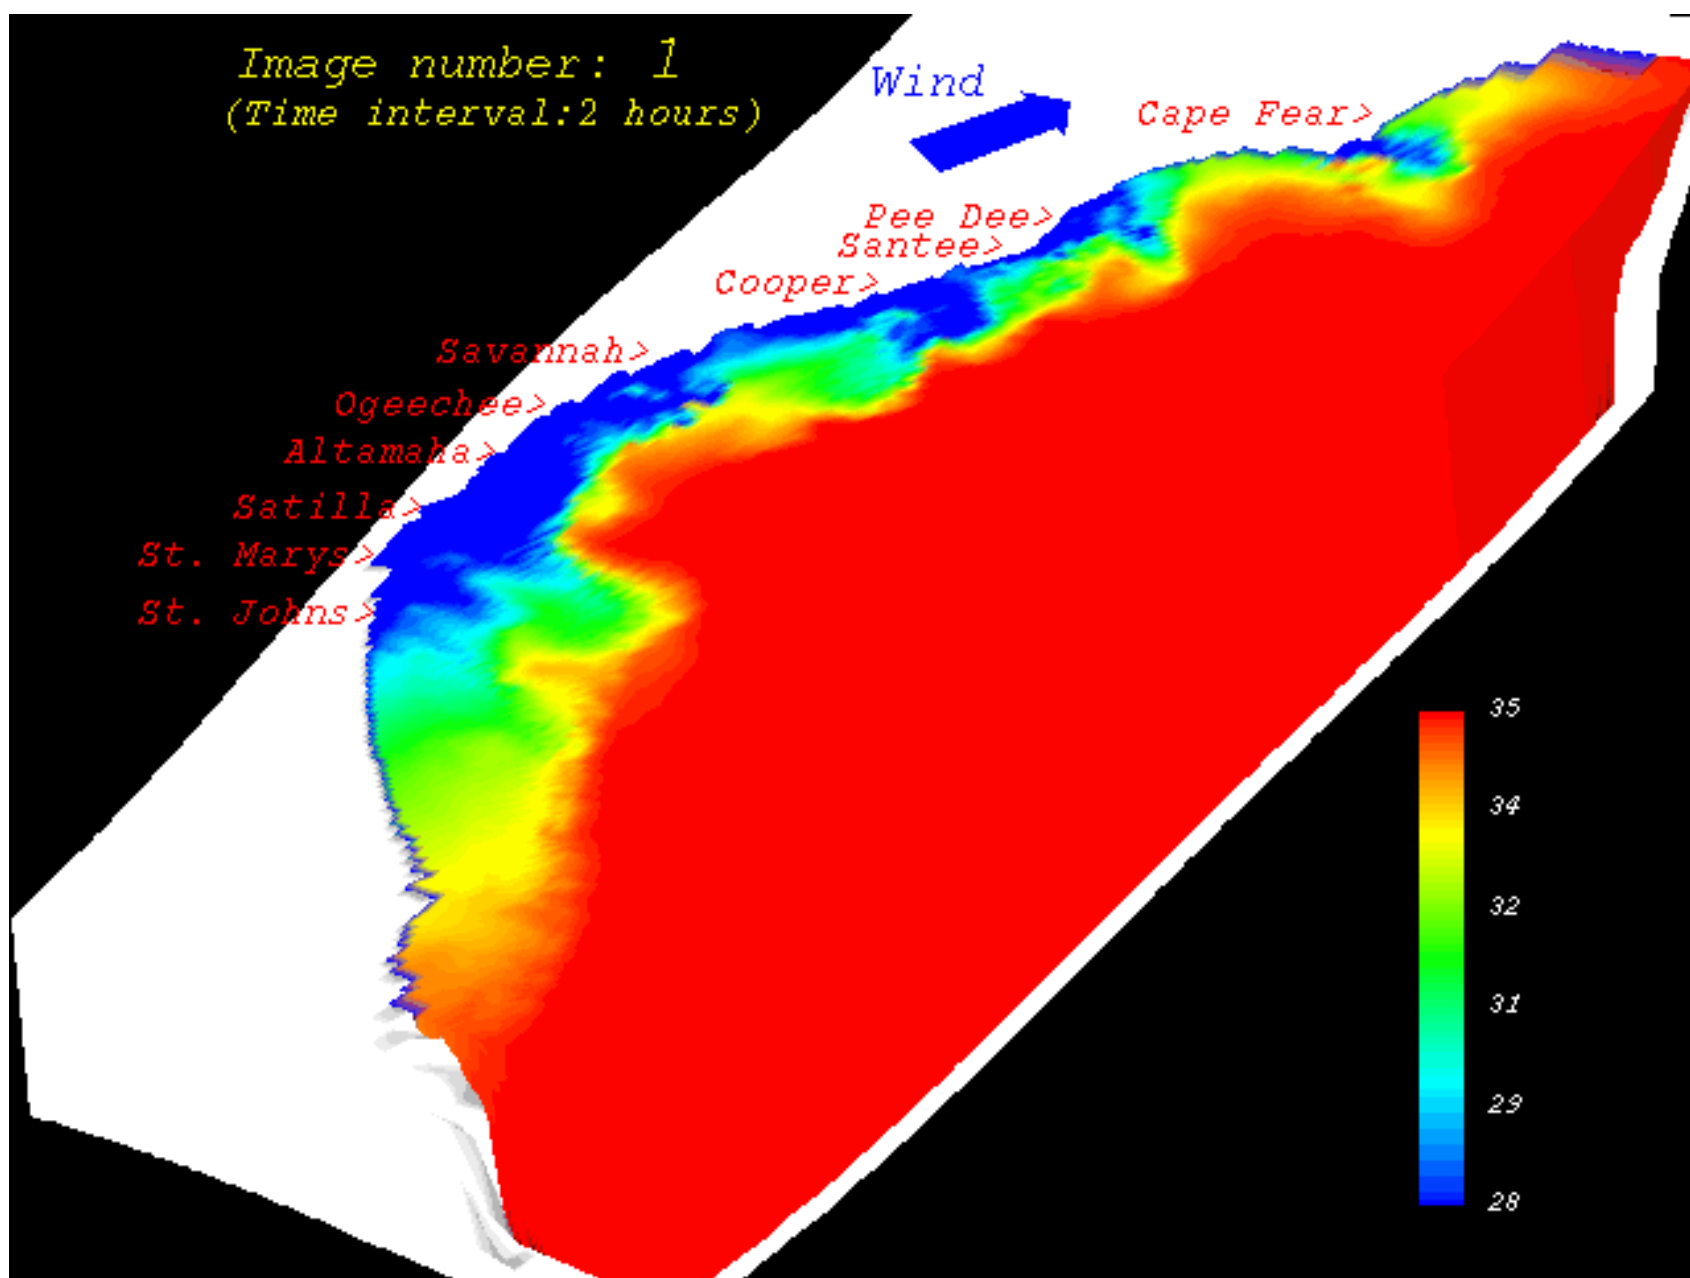 Image number: 1
(Time interval:2 hours)
Wind
Cape Fear>
Pee Dee>
Santee>
Cooper>
Savannah>
Ogeechee>
Altamaha>
Satilla>
St. Marys>
St. Johns>
35
34
32
31
29
28